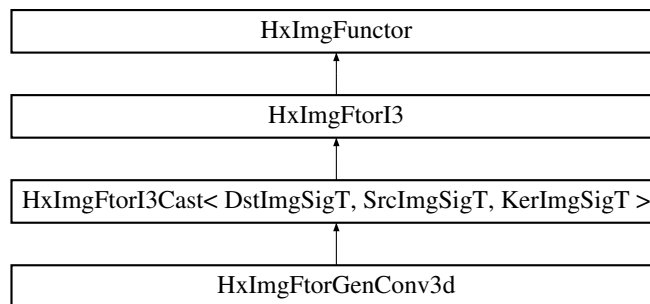 HxImgFunctor
HxImgFtorI3
HxImgFtorI3Cast< DstImgSigT, SrcImgSigT, KerImgSigT >
HxImgFtorGenConv3d